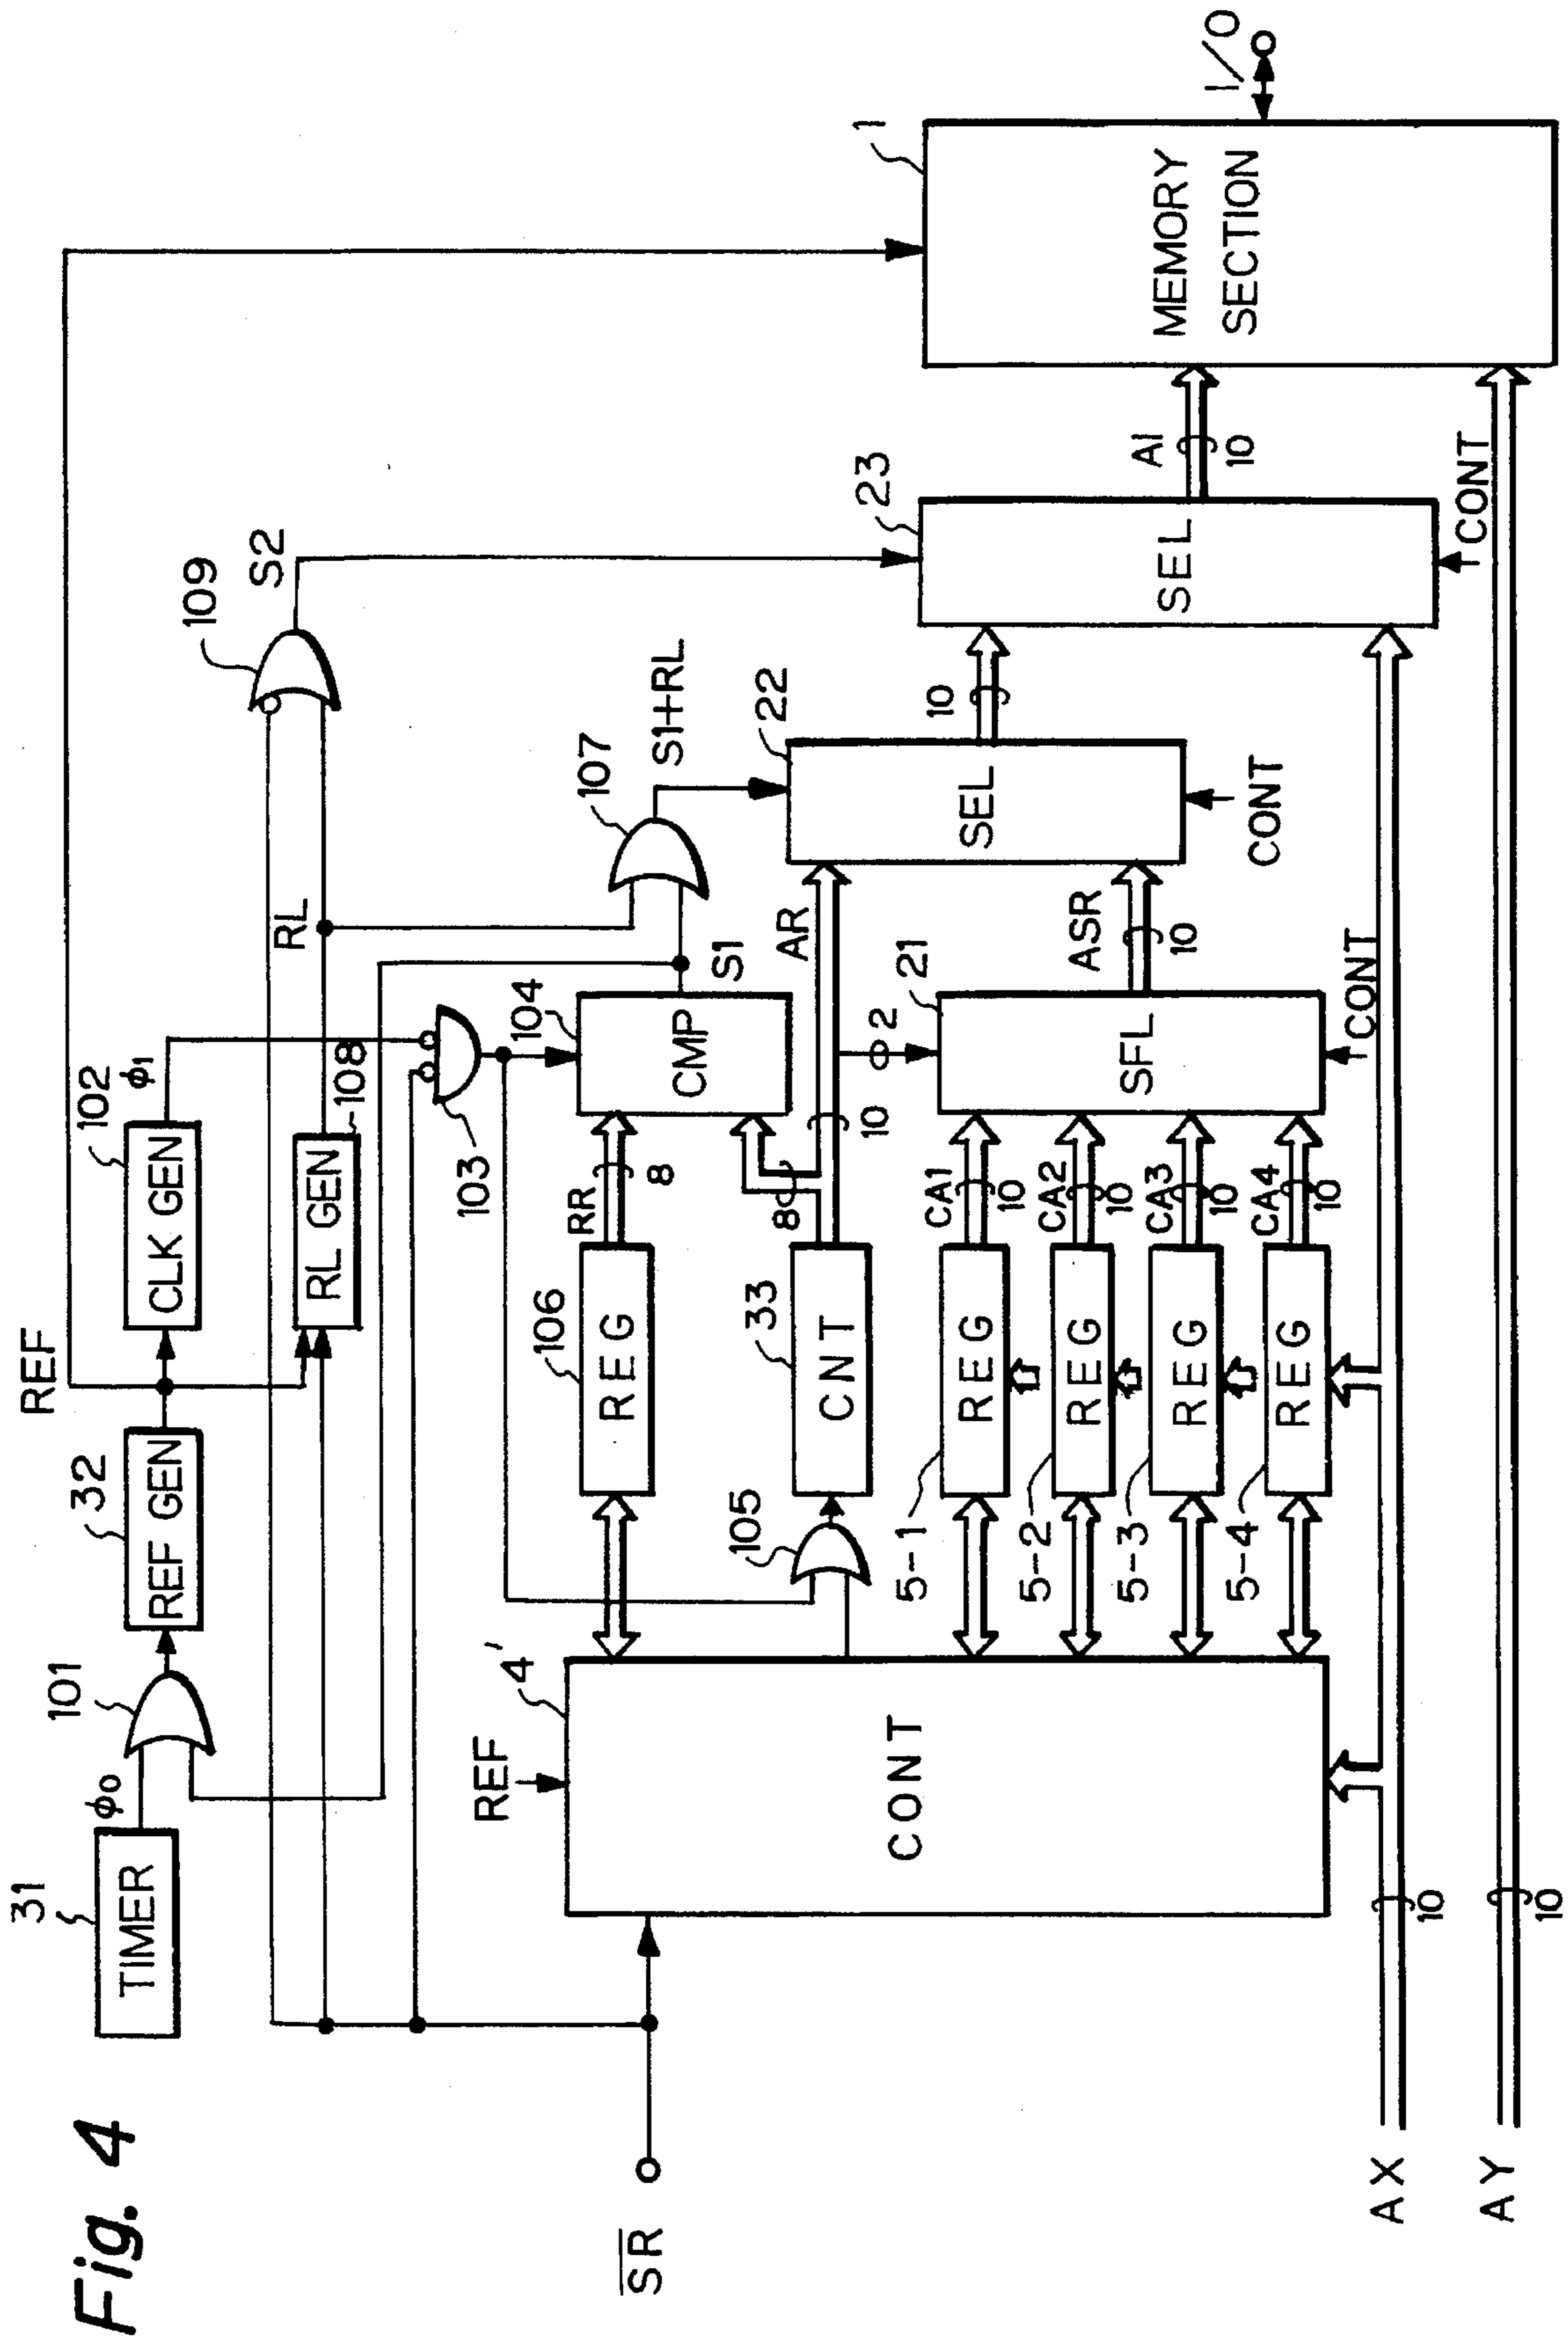 Fig. 4
31
TIMER
φ0
101
32
REF GEN
REF
102
CLK GEN
φ1
RL GEN
108
RL
109
S2
103
104
CMP
S1
107
S1+RL
SR
REF
4'
CONT
105
106
REG
RR
8
33
CNT
8
10
AR
2
5-1
REG
CA1
10
5-2
REG
CA2
10
5-3
REG
CA3
10
5-4
REG
CA4
10
21
SFL
CONT
ASR
10
22
SEL
CONT
10
23
SEL
CONT
AI
10
1
MEMORY
SECTION
I/O
AX
10
AY
10